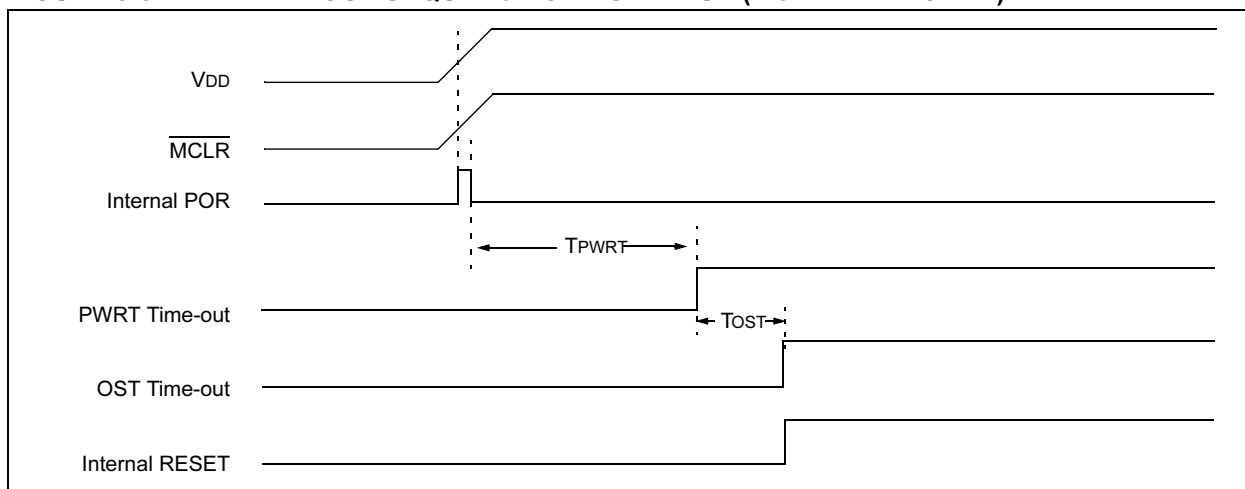 VDD
MCLR
Internal POR
TPWRT
PWRT Time-out
TOST
OST Time-out
Internal RESET